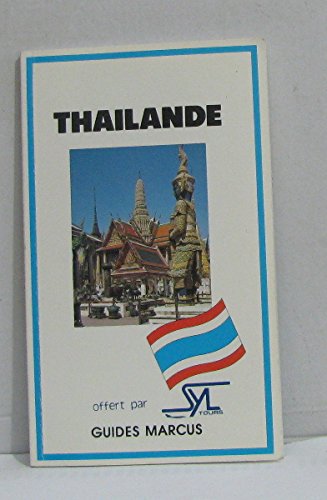 THAILANDE
offert par SYL
TOURS
GUIDES MARCUS